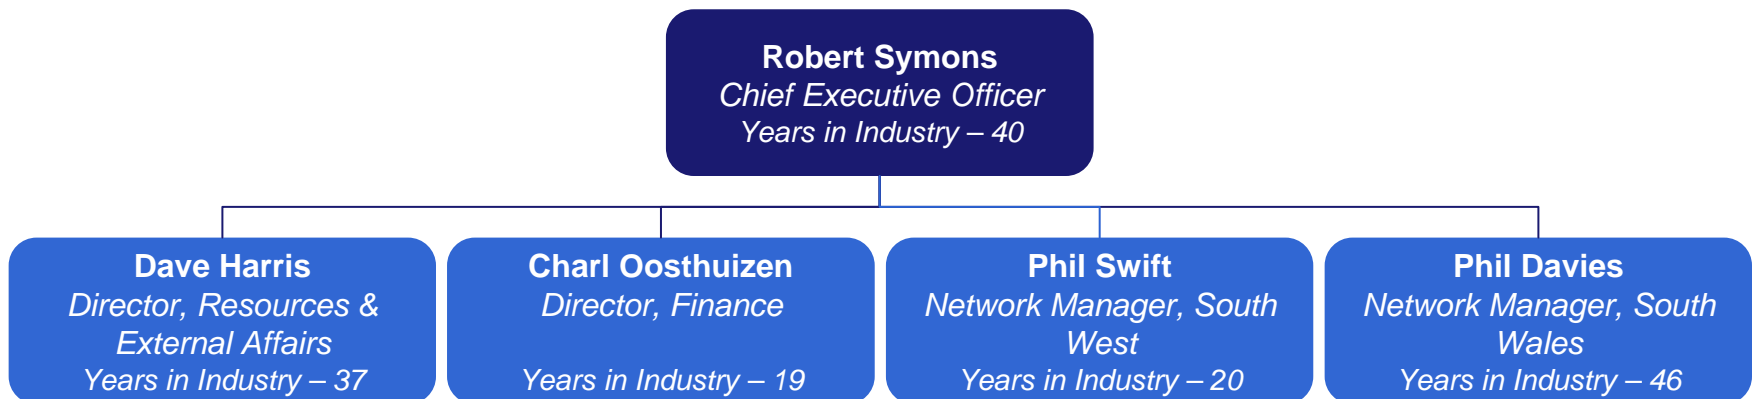 Robert Symons
Chief Executive Officer
Years in Industry – 40
Dave Harris
Director, Resources &
External Affairs
Years in Industry – 37
Charl Oosthuizen
Director, Finance
Years in Industry – 19
Phil Swift
Network Manager, South
West
Years in Industry – 20
Phil Davies
Network Manager, South
Wales
Years in Industry – 46